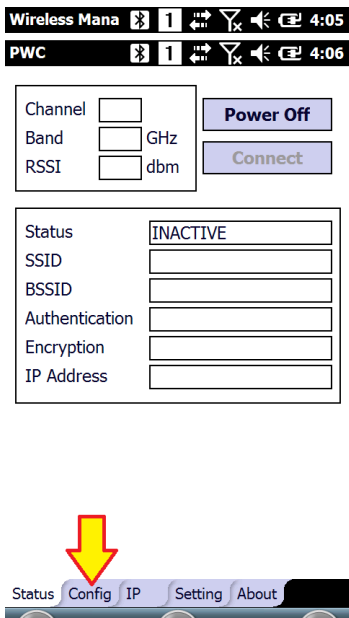 Wireless Mana 1 4:05
PWC 1 4:06
Channel
Power Off
Band GHz
Connect
RSSI dbm
Status INACTIVE
SSID
BSSID
Authentication
Encryption
IP Address
Status Config IP Setting About